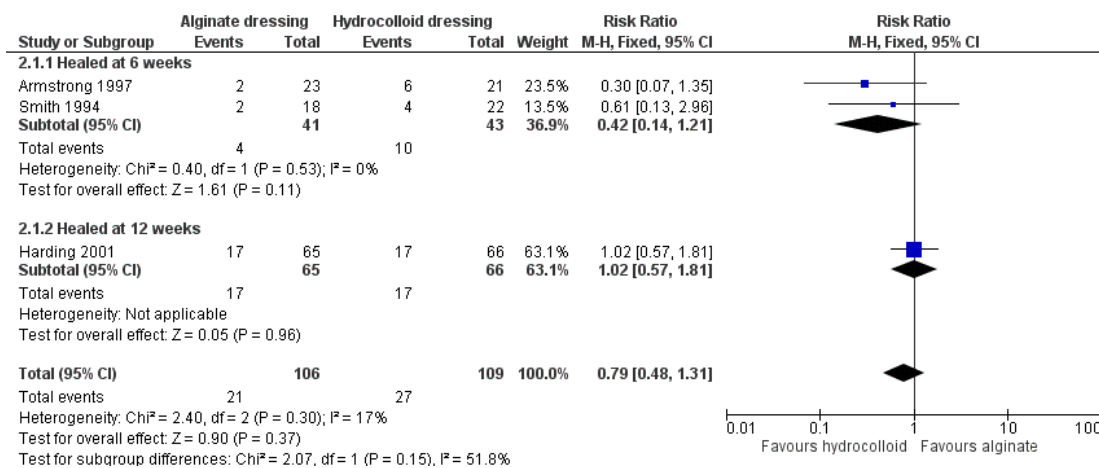 Alginate dressing Hydrocolloid dressing Risk Ratio Risk Ratio
Study or Subgroup Events Total Events Total Weight M-H, Fixed, 95% CI M-H, Fixed, 95% CI
2.1.1 Healed at 6 weeks
Armstrong 1997 2 23 6 21 23.5% 0.30 [0.07, 1.35]
Smith 1994 2 18 4 22 13.5% 0.61 [0.13, 2.96]
Subtotal (95% CI) 41 43 36.9% 0.42 [0.14, 1.21]
Total events 4 10
Heterogeneity: Chi² = 0.40, df = 1 (P = 0.53); I² = 0%
Test for overall effect: Z = 1.61 (P = 0.11)
2.1.2 Healed at 12 weeks
Harding 2001 17 65 17 66 63.1% 1.02 [0.57, 1.81]
Subtotal (95% CI) 65 66 63.1% 1.02 [0.57, 1.81]
Total events 17 17
Heterogeneity: Not applicable
Test for overall effect: Z = 0.05 (P = 0.96)
Total (95% CI) 106 109 100.0% 0.79 [0.48, 1.31]
Total events 21 27
Heterogeneity: Chi² = 2.40, df = 2 (P = 0.30); I² = 17%
Test for overall effect: Z = 0.90 (P = 0.37)
Test for subgroup differences: Chi² = 2.07, df = 1 (P = 0.15), I² = 51.8%
0.01 0.1 1 10 100
Favours hydrocolloid Favours alginate